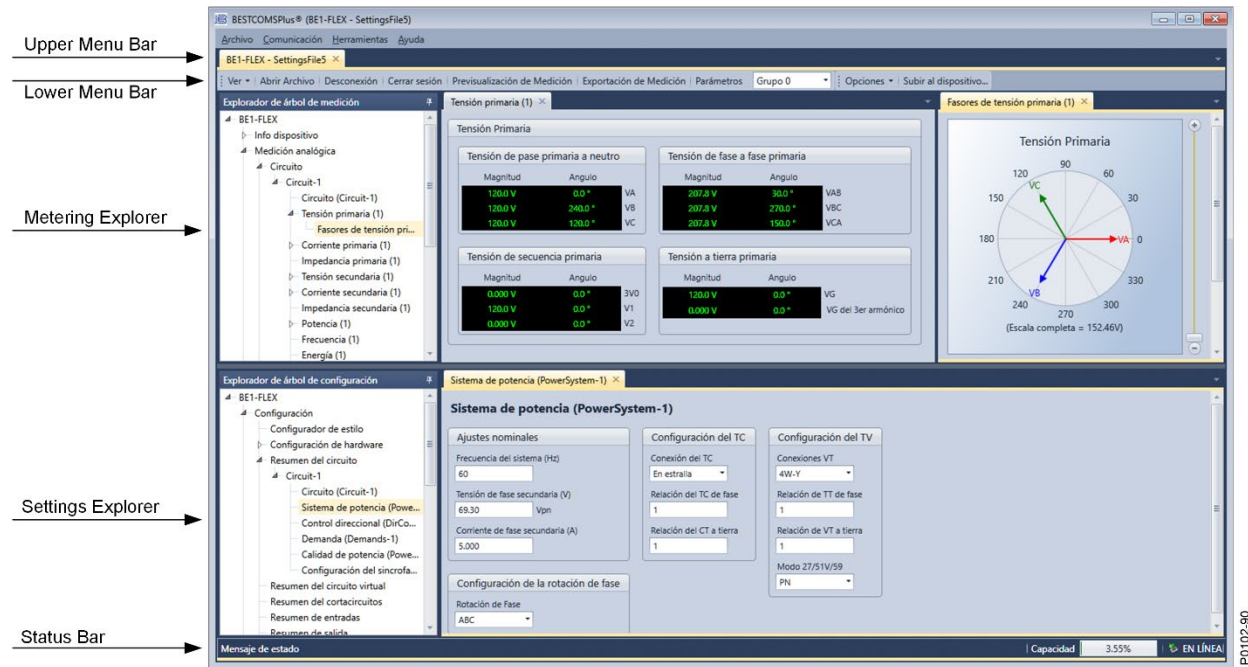 Upper Menu Bar
Lower Menu Bar
Metering Explorer
Settings Explorer
Status Bar
BESTCOMSPlus® (BE1-FLEX - SettingsFile5)
Archivo Comunicación Herramientas Ayuda
BE1-FLEX - SettingsFile5
Ver Abrir Archivo Desconexión Cerrar sesión Previsualización de Medición Exportación de Medición Parámetros Grupo 0 Opciones Subir al dispositivo...
Explorador de árbol de medición
BE1-FLEX
Info dispositivo
Medición analógica
Circuito
Circuit-1
Circuito (Circuit-1)
Tensión primaria (1)
Fasores de tensión pri...
Corriente primaria (1)
Impedancia primaria (1)
Tensión secundaria (1)
Corriente secundaria (1)
Impedancia secundaria (1)
Potencia (1)
Frecuencia (1)
Energía (1)
Tensión primaria (1)
Tensión Primaria
Tensión de pase primaria a neutro
Magnitud Angulo
120.0 V 0.0 ° VA
120.0 V 240.0 ° VB
120.0 V 120.0 ° VC
Tensión de fase a fase primaria
Magnitud Angulo
207.8 V 30.0 ° VAB
207.8 V 270.0 ° VBC
207.8 V 150.0 ° VCA
Tensión de secuencia primaria
Magnitud Angulo
0.000 V 0.0 ° 3V0
120.0 V 0.0 ° V1
0.000 V 0.0 ° V2
Tensión a tierra primaria
Magnitud Angulo
120.0 V 0.0 ° VG
0.000 V 0.0 ° VG del 3er armónico
Fasores de tensión primaria (1)
Tensión Primaria
90
120 60
VC
150 30
180 VA 0
210 330
VB
240 300
270
(Escala completa = 152.46V)
Explorador de árbol de configuración
BE1-FLEX
Configuración
Configurador de estilo
Configuración de hardware
Resumen del circuito
Circuit-1
Circuito (Circuit-1)
Sistema de potencia (Powe...
Control direccional (DirCo...
Demanda (Demands-1)
Calidad de potencia (Powe...
Configuración del sincrofa...
Resumen del circuito virtual
Resumen del cortacircuitos
Resumen de entradas
Resumen de salida
Sistema de potencia (PowerSystem-1)
Sistema de potencia (PowerSystem-1)
Ajustes nominales
Frecuencia del sistema (Hz)
60
Tensión de fase secundaria (V)
69.30 Vpn
Corriente de fase secundaria (A)
5.000
Configuración de la rotación de fase
Rotación de Fase
ABC
Configuración del TC
Conexión del TC
En estralla
Relación del TC de fase
1
Relación del CT a tierra
1
Configuración del TV
Conexiones VT
4W-Y
Relación de TT de fase
1
Relación de VT a tierra
1
Modo 27/51V/59
PN
Mensaje de estado
Capacidad 3.55% EN LÍNEA
P0102-90